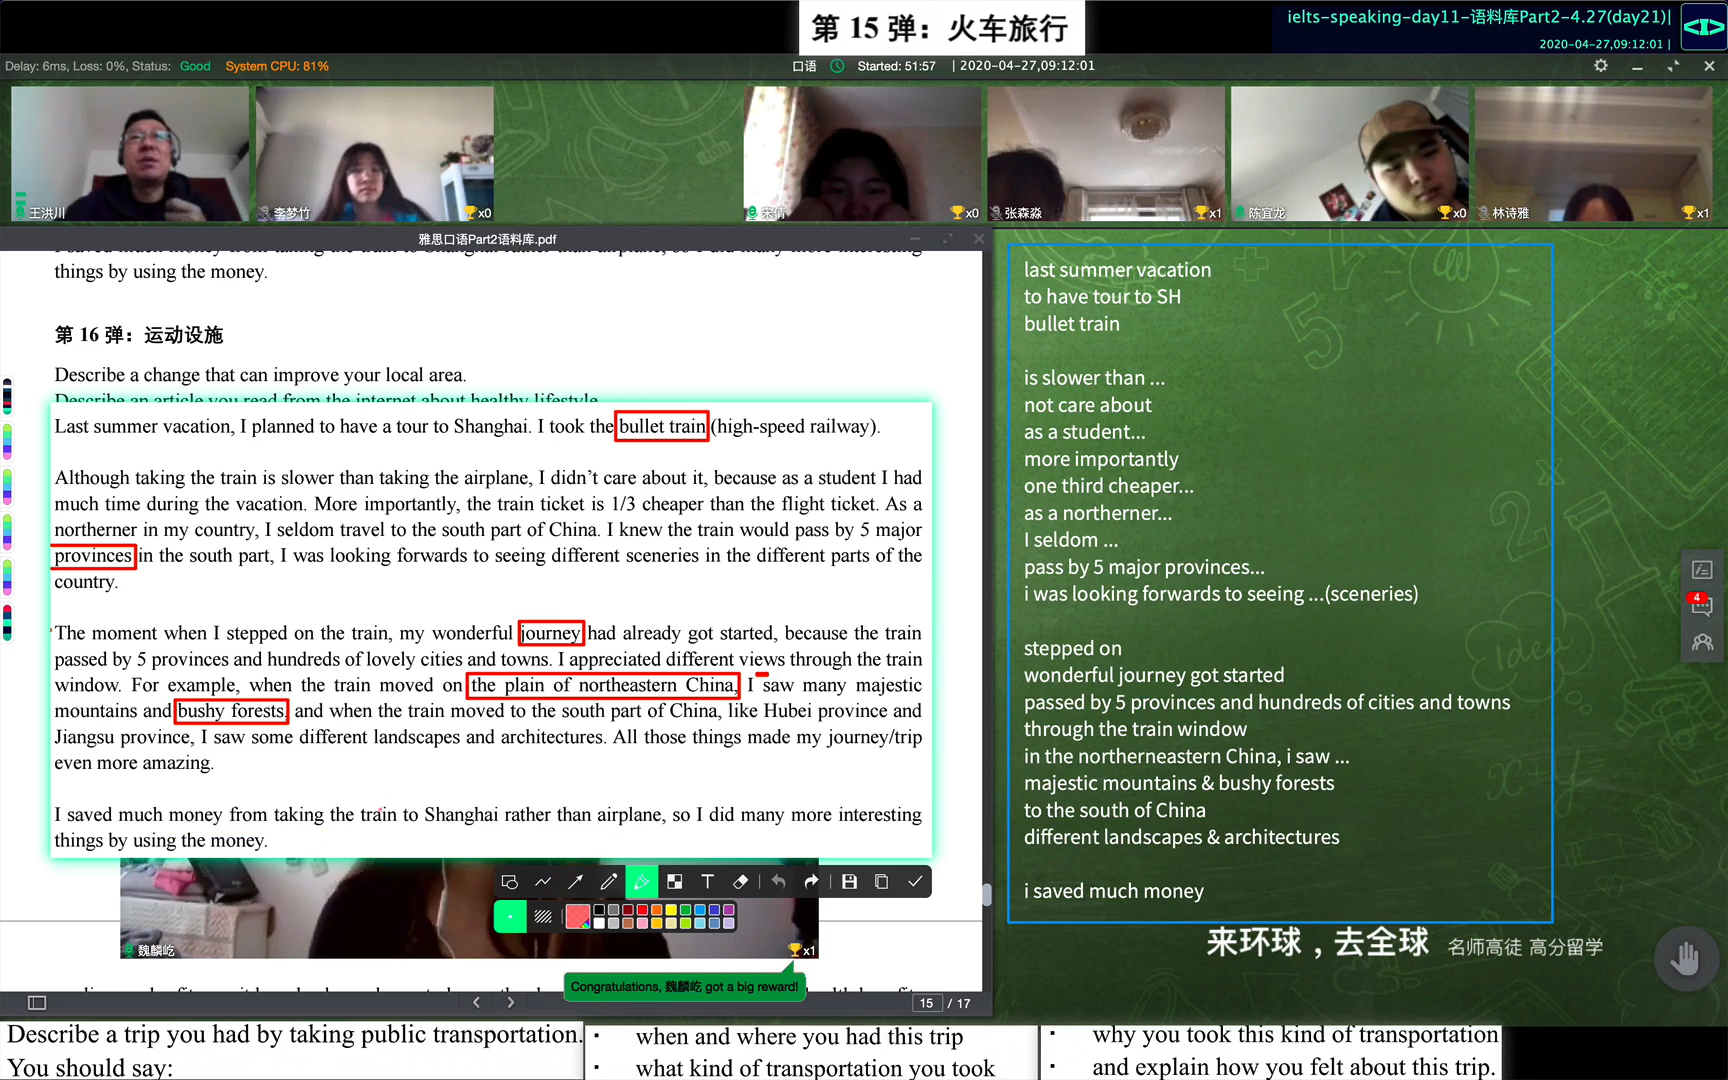 第 15 弹：火车旅行
ielts-speaking-day11-语料库Part2-4.27(day21)|
2020-04-27,09:12:01 |
Delay: 6ms, Loss: 0%, Status: Good System CPU: 81%
口语 Started: 51:57 | 2020-04-27,09:12:01
王洪川
李梦竹 x0
宋倩 x0
张森淼 x1
陈宜龙 x0
林诗雅 x1
雅思口语Part2语料库.pdf
things by using the money.
第 16 弹：运动设施
Describe a change that can improve your local area.
Describe an article you read from the internet about healthy lifestyle.
Last summer vacation, I planned to have a tour to Shanghai. I took the bullet train (high-speed railway).
Although taking the train is slower than taking the airplane, I didn’t care about it, because as a student I had
much time during the vacation. More importantly, the train ticket is 1/3 cheaper than the flight ticket. As a
northerner in my country, I seldom travel to the south part of China. I knew the train would pass by 5 major
provinces in the south part, I was looking forwards to seeing different sceneries in the different parts of the
country.
The moment when I stepped on the train, my wonderful journey had already got started, because the train
passed by 5 provinces and hundreds of lovely cities and towns. I appreciated different views through the train
window. For example, when the train moved on the plain of northeastern China, I saw many majestic
mountains and bushy forests, and when the train moved to the south part of China, like Hubei province and
Jiangsu province, I saw some different landscapes and architectures. All those things made my journey/trip
even more amazing.
I saved much money from taking the train to Shanghai rather than airplane, so I did many more interesting
things by using the money.
魏麟屹 x1
Congratulations, 魏麟屹 got a big reward!
15 / 17
last summer vacation
to have tour to SH
bullet train
is slower than ...
not care about
as a student...
more importantly
one third cheaper...
as a northerner...
I seldom ...
pass by 5 major provinces...
i was looking forwards to seeing ...(sceneries)
stepped on
wonderful journey got started
passed by 5 provinces and hundreds of cities and towns
through the train window
in the northerneastern China, i saw ...
majestic mountains & bushy forests
to the south of China
different landscapes & architectures
i saved much money
来环球，去全球 名师高徒 高分留学
4
Describe a trip you had by taking public transportation.
You should say:
· when and where you had this trip
· what kind of transportation you took
· why you took this kind of transportation
· and explain how you felt about this trip.